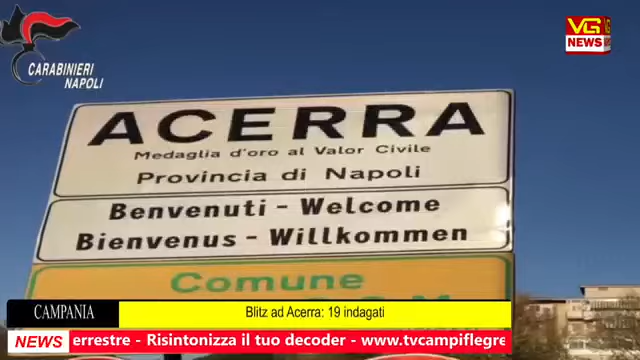 CARABINIERI
NAPOLI
VG
NEWS
ACERRA
Medaglia d'oro al Valor Civile
Provincia di Napoli
Benvenuti - Welcome
Bienvenus - Willkommen
Comune
CAMPANIA
Blitz ad Acerra: 19 indagati
NEWS
errestre - Risintonizza il tuo decoder - www.tvcampiflegre